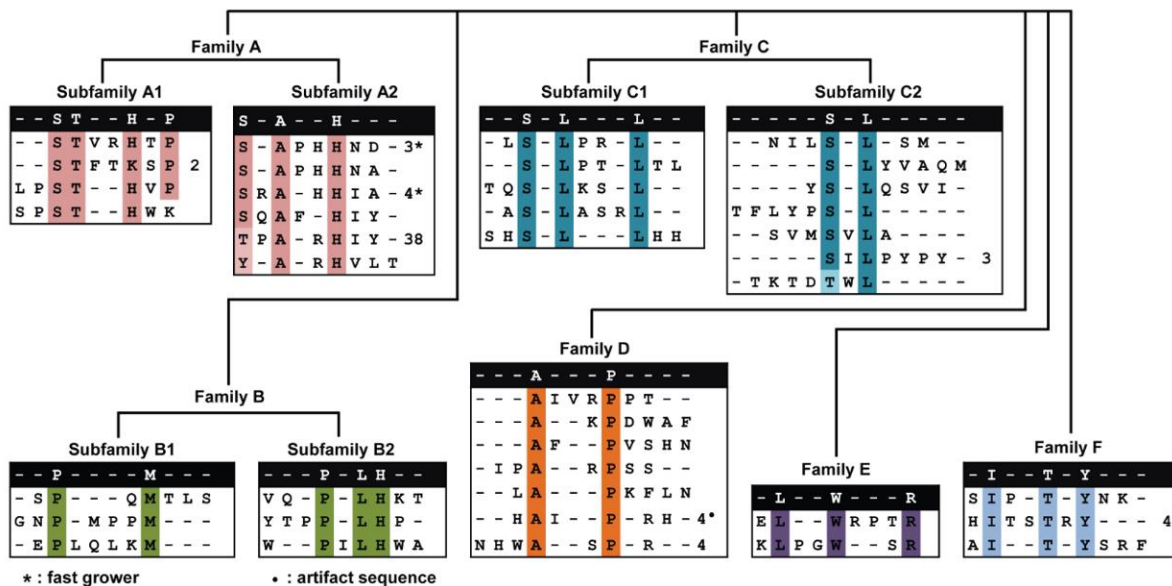 Family A
Subfamily A1
- - S T - - H - P
- - S T V R H T P
- - S T F T K S P 2
L P S T - - H V P
S P S T - - H W K
Subfamily A2
S - A - - H - - -
S - A P H H N D - 3*
S - A P H H N A -
S R A - H H I A - 4*
S Q A F - H I Y -
T P A - R H I Y - 38
Y - A - R H V L T
Family C
Subfamily C1
- - S - L - - - L - -
- L S - L P R - L - -
- - S - L P T - L T L
T Q S - L K S - L - -
- A S - L A S R L - -
S H S - L - - - L H H
Subfamily C2
- - - - - S - L - - - - -
- - N I L S - L - S M - -
- - - - - S - L Y V A Q M
- - - - Y S - L Q S V I -
T F L Y P S - L - - - - -
- - S V M S V L A - - - -
- - - - - S I L P Y P Y - 3
- T K T D T W L - - - - -
Family B
Subfamily B1
- - P - - - - M - - -
- S P - - - Q M T L S
G N P - M P P M - - -
- E P L Q L K M - - -
Subfamily B2
- - - P - L H - -
V Q - P - L H K T
Y T P P - L H P -
W - - P I L H W A
Family D
- - - A - - - P - - - -
- - - A I V R P P T - -
- - - A - - K P D W A F
- - - A F - - P V S H N
- I P A - - R P S S - -
- - L A - - - P K F L N
- - H A I - - P - R H - 4•
N H W A - - S P - R - - 4
Family E
- L - - W - - - R
E L - - W R P T R
K L P G W - - S R
Family F
- I - - T - Y - - -
S I P - T - Y N K -
H I T S T R Y - - - 4
A I - - T - Y S R F
* : fast grower
• : artifact sequence